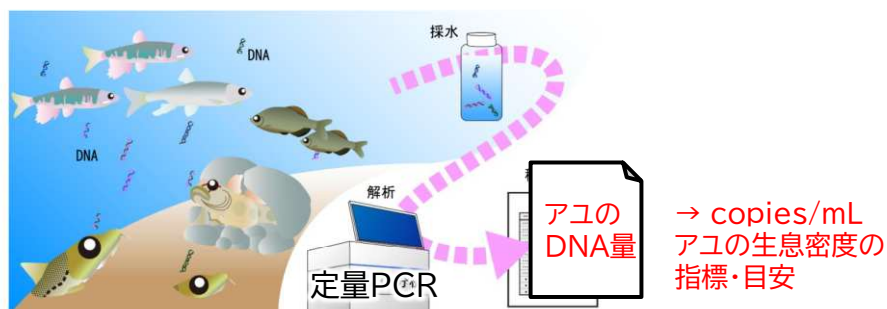 採水
DNA
DNA
解析
アユの
DNA量
→ copies/mL
アユの生息密度の
指標・目安
定量PCR